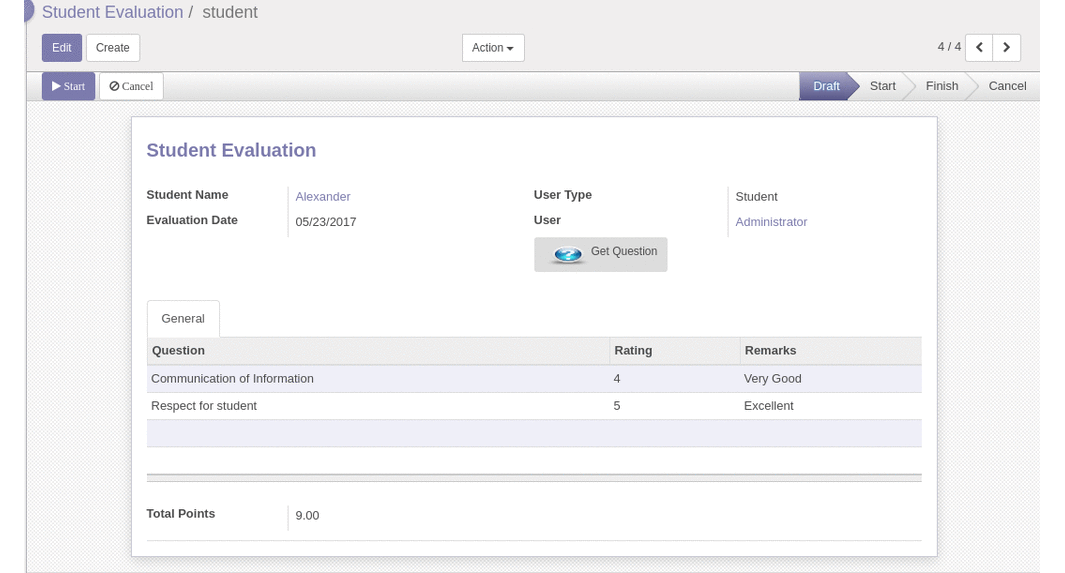 Student Evaluation / student
Edit Create Action 4 / 4
Start Cancel Draft Start Finish Cancel
Student Evaluation
Student Name Alexander User Type Student
Evaluation Date 05/23/2017 User Administrator
Get Question
General
Question Rating Remarks
Communication of Information 4 Very Good
Respect for student 5 Excellent
Total Points 9.00